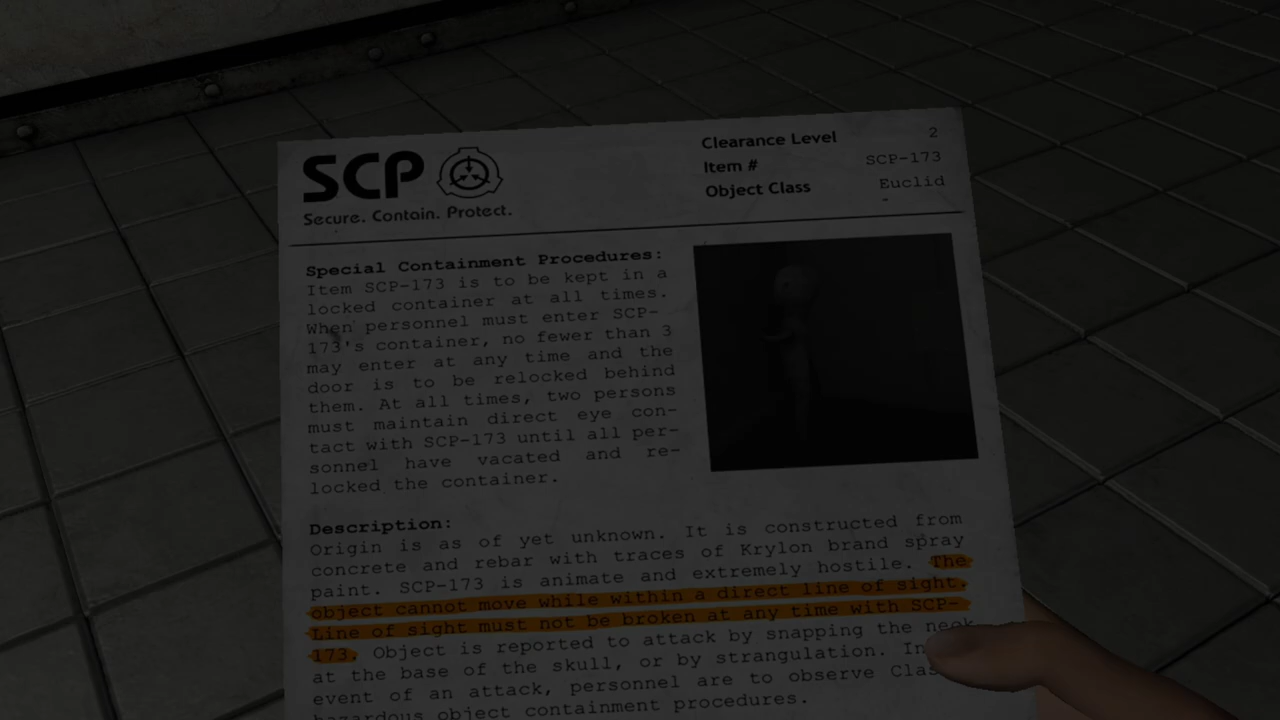 SCP
Secure. Contain. Protect.
Clearance Level 2
Item # SCP-173
Object Class Euclid
-
Special Containment Procedures:
Item SCP-173 is to be kept in a
locked container at all times.
When personnel must enter SCP-
173's container, no fewer than 3
may enter at any time and the
door is to be relocked behind
them. At all times, two persons
must maintain direct eye con-
tact with SCP-173 until all per-
sonnel have vacated and re-
locked the container.
Description:
Origin is as of yet unknown. It is constructed from
concrete and rebar with traces of Krylon brand spray
paint. SCP-173 is animate and extremely hostile. The
object cannot move while within a direct line of sight.
Line of sight must not be broken at any time with SCP-
173. Object is reported to attack by snapping the neck
at the base of the skull, or by strangulation. In
event of an attack, personnel are to observe
hazardous object containment procedures.